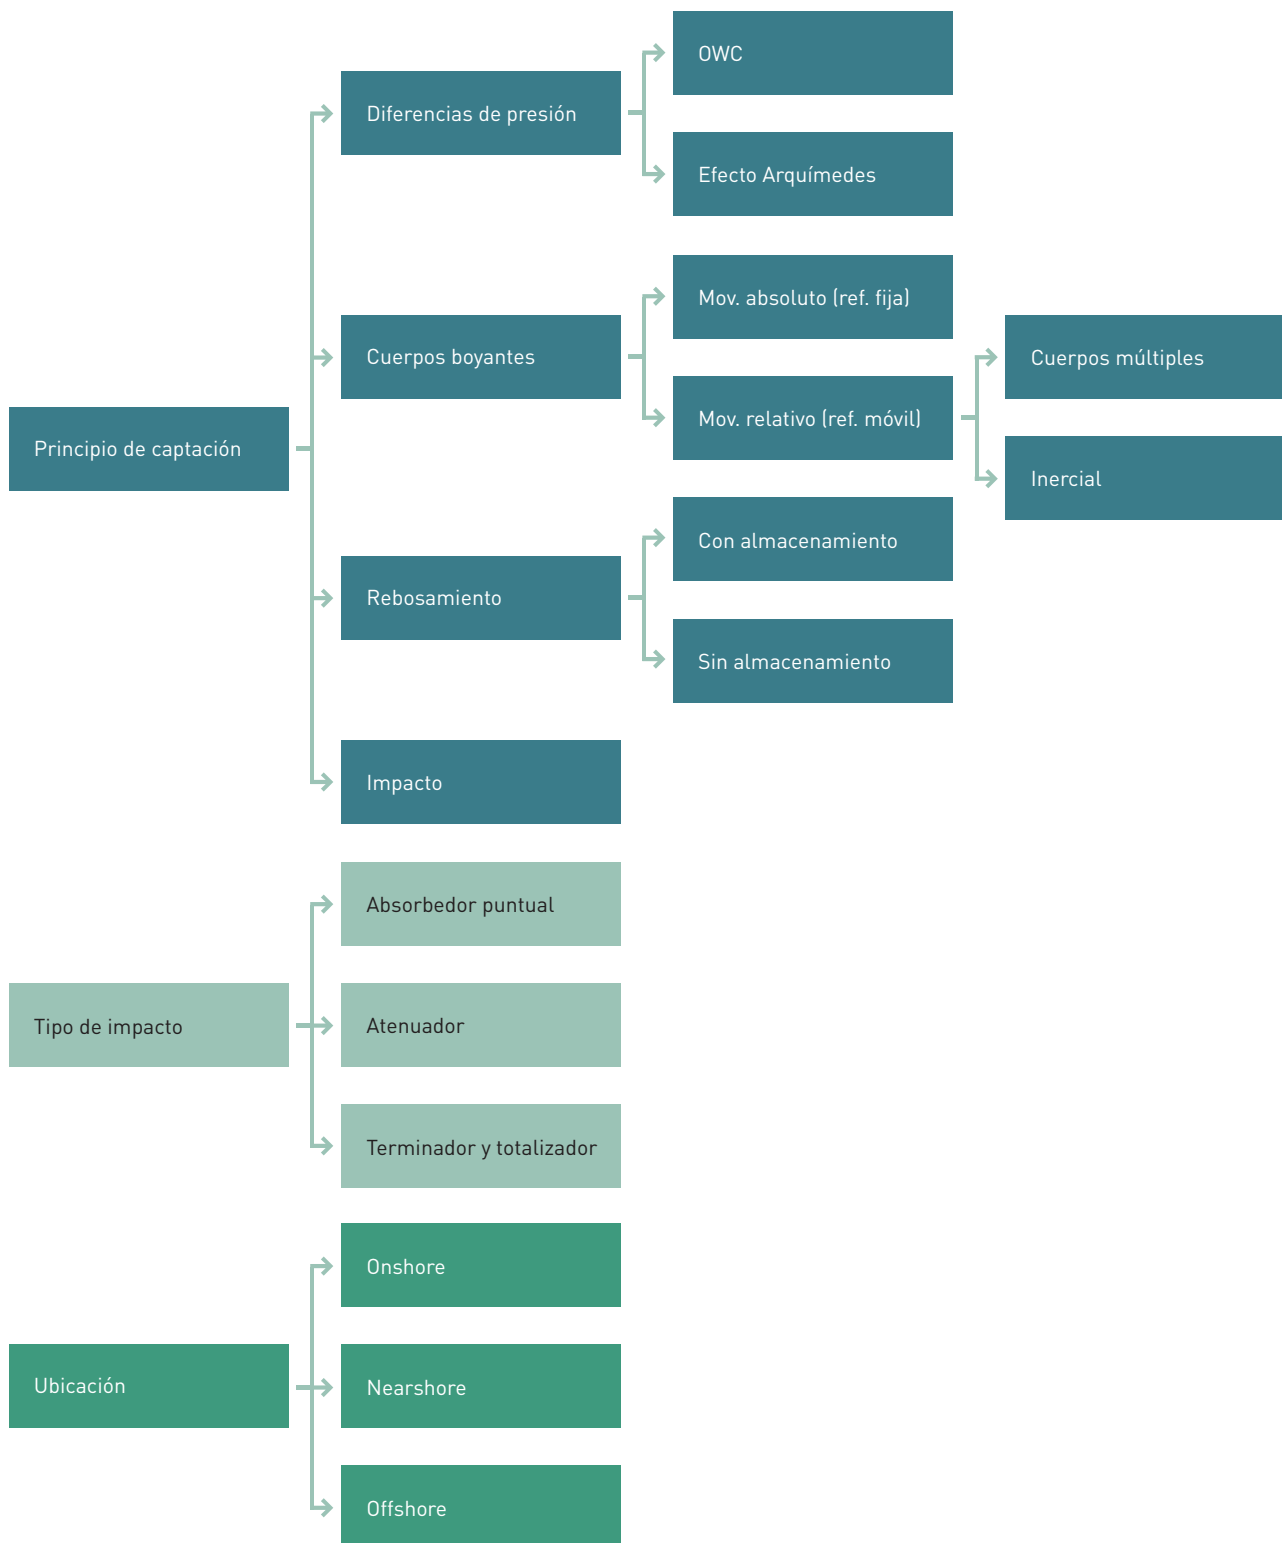 Principio de captación
Diferencias de presión
OWC
Efecto Arquímedes
Cuerpos boyantes
Mov. absoluto (ref. fija)
Mov. relativo (ref. móvil)
Cuerpos múltiples
Inercial
Rebosamiento
Con almacenamiento
Sin almacenamiento
Impacto
Tipo de impacto
Absorbedor puntual
Atenuador
Terminador y totalizador
Ubicación
Onshore
Nearshore
Offshore